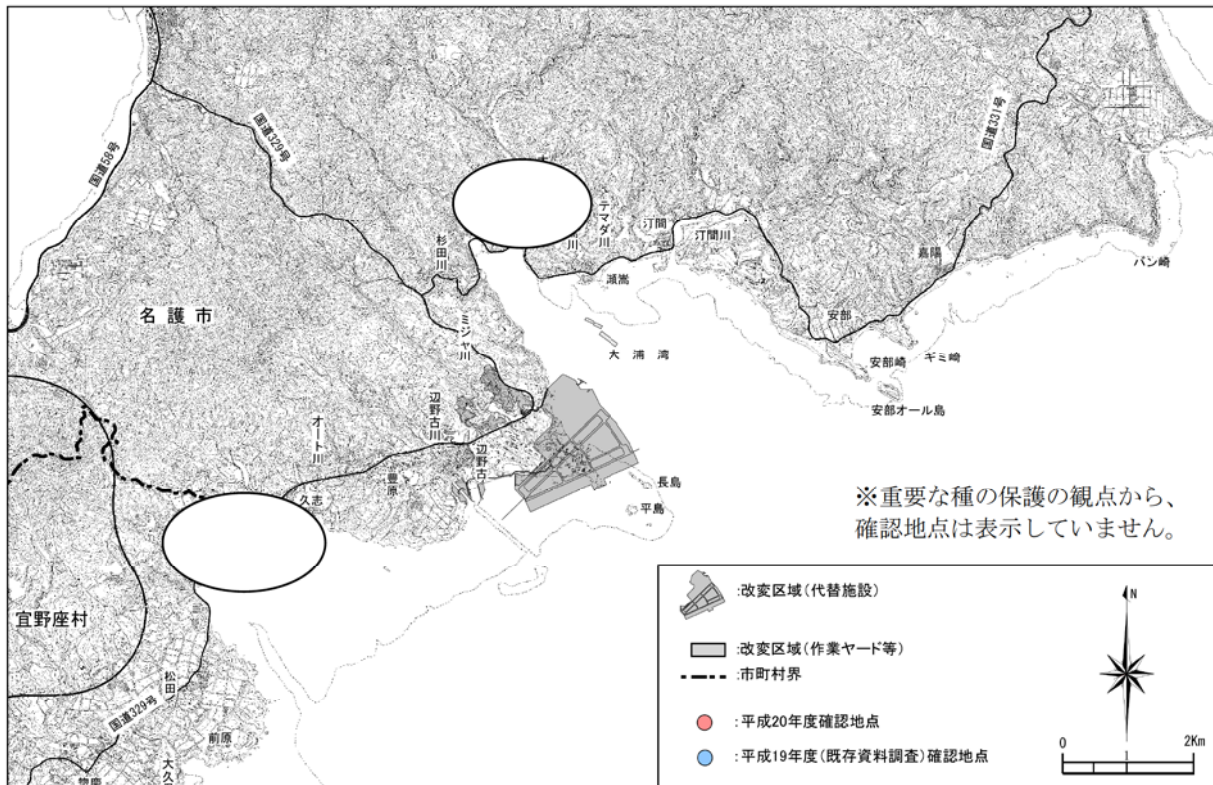 国道58号
国道329号
国道331号
名護市
杉田川
川
テマダ川
汀間
汀間川
瀬嵩
嘉陽
バン崎
安部
安部崎
ギミ崎
安部オール島
大浦湾
ミジャ川
辺野古川
辺野古
オート川
久志
豊原
長島
平島
宜野座村
松田
国道329号
前原
※重要な種の保護の観点から、
確認地点は表示していません。
:改変区域(代替施設)
:改変区域(作業ヤード等)
:市町村界
:平成20年度確認地点
:平成19年度(既存資料調査)確認地点
N
0 1 2Km